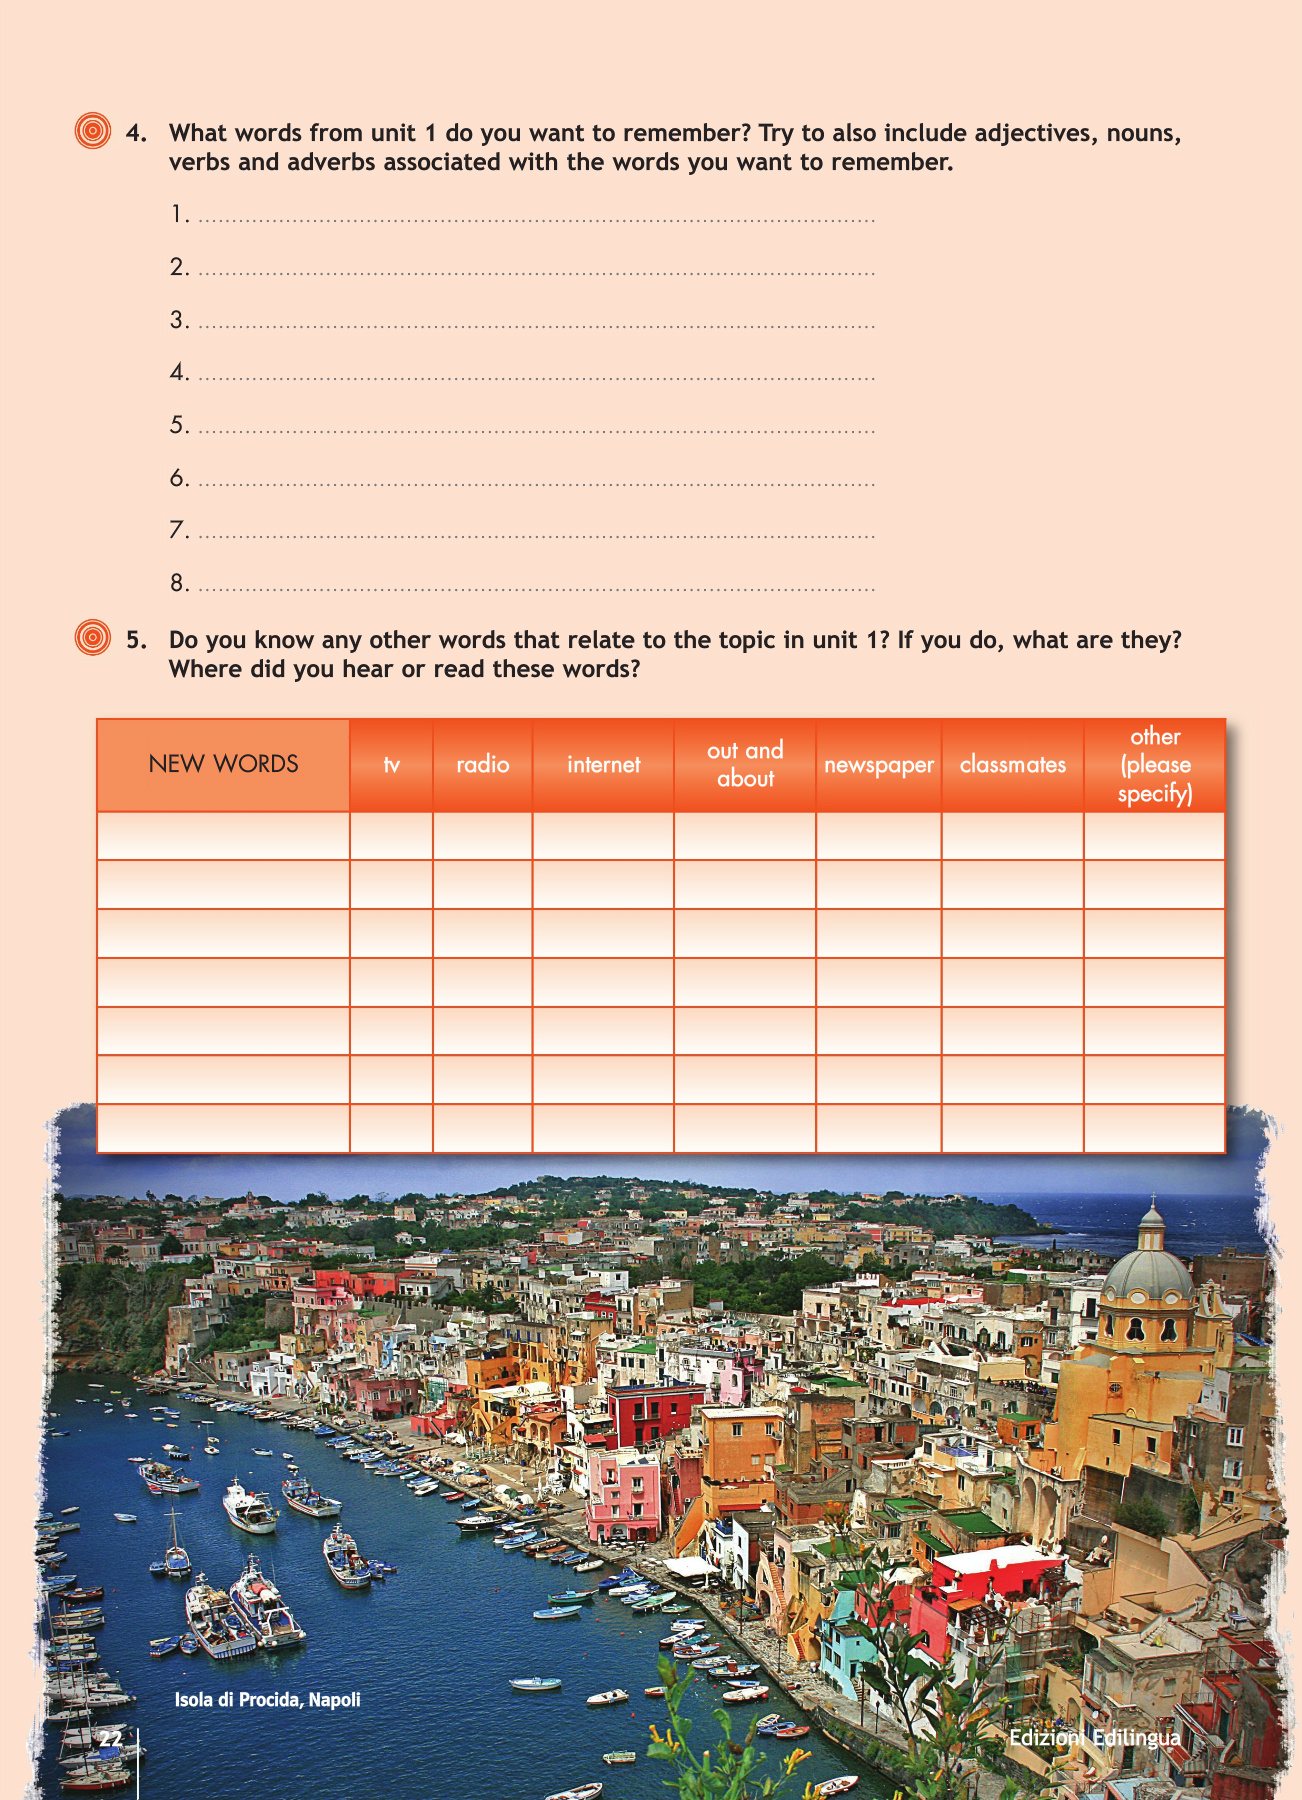 4. What words from unit 1 do you want to remember? Try to also include adjectives, nouns,
verbs and adverbs associated with the words you want to remember.
1. ........................................................................................................
2. ........................................................................................................
3. ........................................................................................................
4. ........................................................................................................
5. ........................................................................................................
6. ........................................................................................................
7. ........................................................................................................
8. ........................................................................................................
5. Do you know any other words that relate to the topic in unit 1? If you do, what are they?
Where did you hear or read these words?
NEW WORDS
tv
radio
internet
out and
about
newspaper
classmates
other
(please
specify)
Isola di Procida, Napoli
22
Edizioni Edilingua